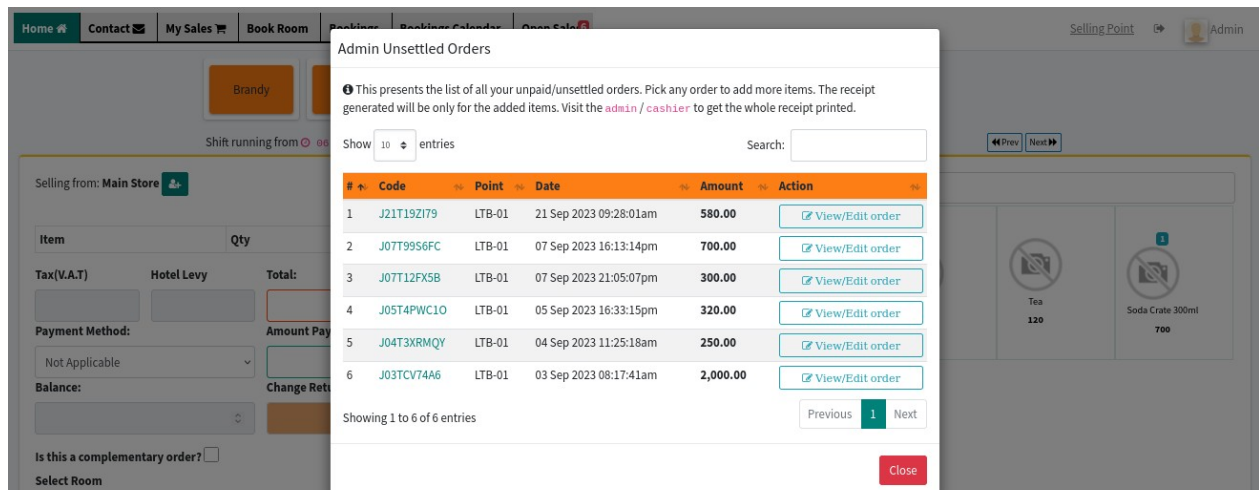 Home Contact My Sales Book Room Bookings Bookings Calendar Open Sales 6 Selling Point Admin
Admin Unsettled Orders
Brandy
This presents the list of all your unpaid/unsettled orders. Pick any order to add more items. The receipt
generated will be only for the added items. Visit the admin / cashier to get the whole receipt printed.
Shift running from 06
Show 10 entries Search:
Prev Next
Selling from: Main Store
# Code Point Date Amount Action
1 J21T19ZI79 LTB-01 21 Sep 2023 09:28:01am 580.00 View/Edit order
2 J07T99S6FC LTB-01 07 Sep 2023 16:13:14pm 700.00 View/Edit order
3 J07T12FX5B LTB-01 07 Sep 2023 21:05:07pm 300.00 View/Edit order
4 J05T4PWC1O LTB-01 05 Sep 2023 16:33:15pm 320.00 View/Edit order
5 J04T3XRMQY LTB-01 04 Sep 2023 11:25:18am 250.00 View/Edit order
6 J03TCV74A6 LTB-01 03 Sep 2023 08:17:41am 2,000.00 View/Edit order
Showing 1 to 6 of 6 entries Previous 1 Next
Close
Item Qty
Tax(V.A.T) Hotel Levy Total:
Payment Method: Amount Pay
Not Applicable
Balance: Change Retu
Is this a complementary order?
Select Room
Tea
120
1
Soda Crate 300ml
700